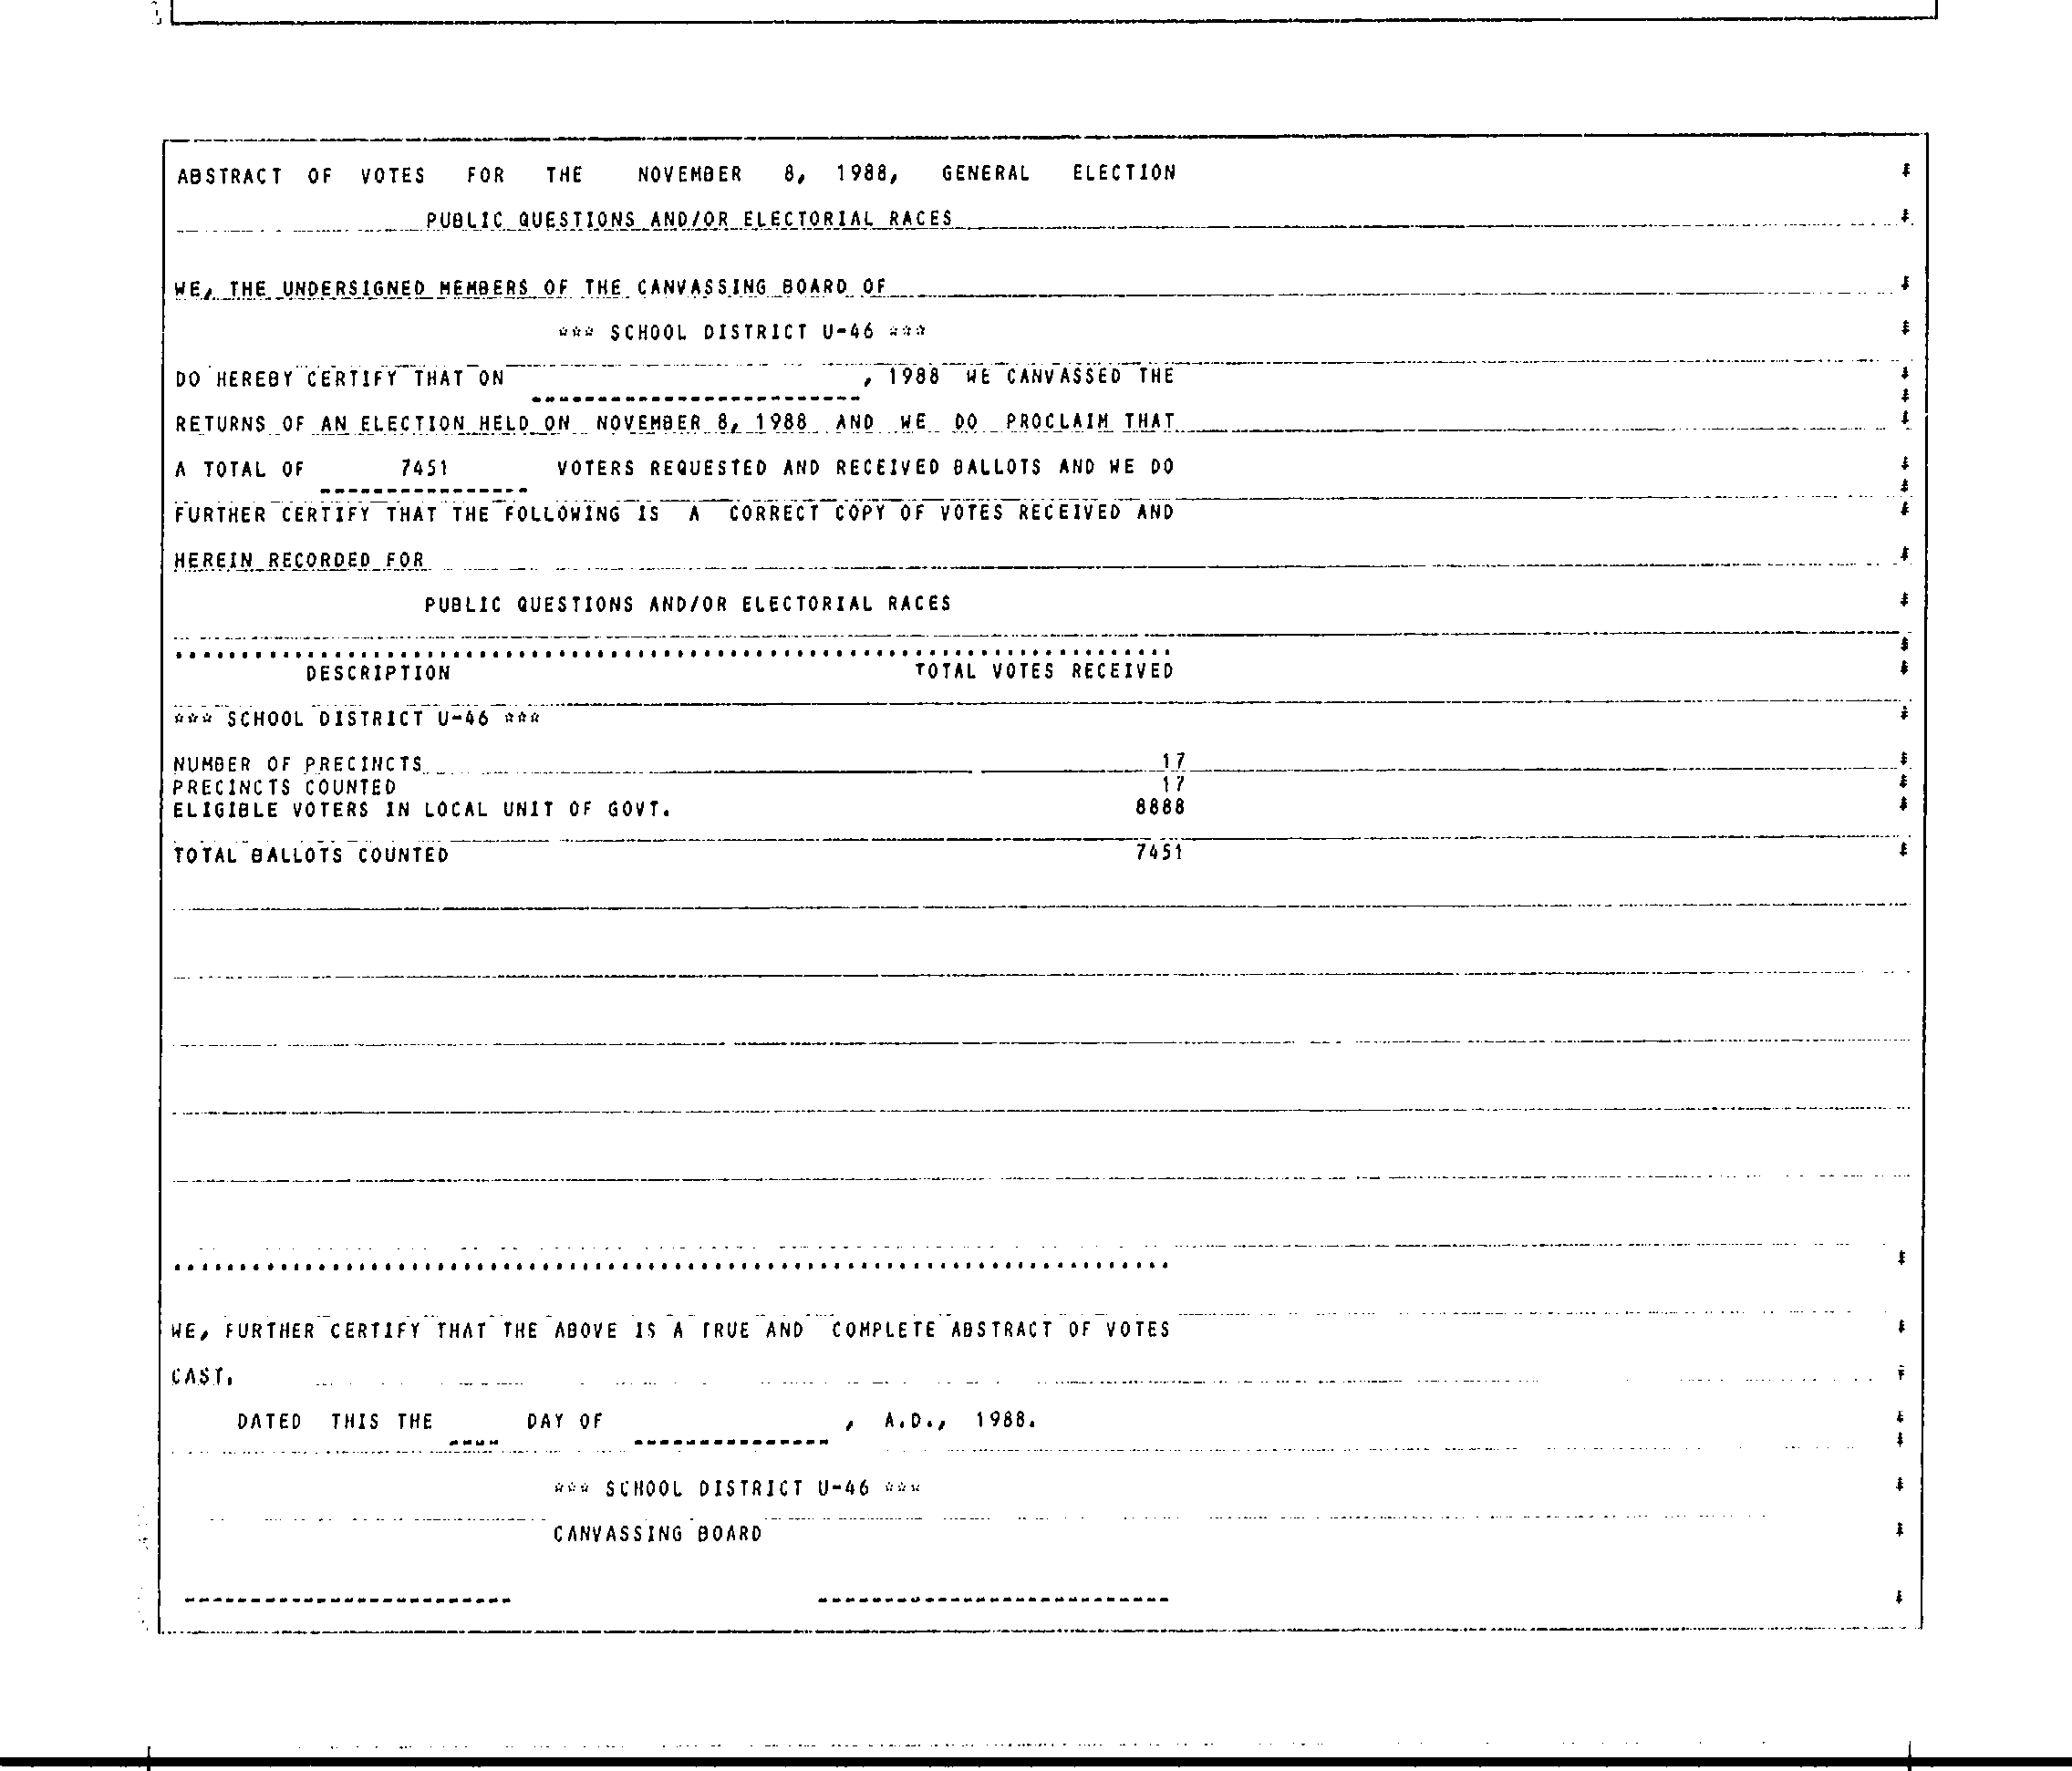 ABSTRACT OF VOTES FOR THE NOVEMBER 8, 1988, GENERAL ELECTION
PUBLIC QUESTIONS AND/OR ELECTORIAL RACES
WE, THE UNDERSIGNED MEMBERS OF THE CANVASSING BOARD OF
*** SCHOOL DISTRICT U-46 ***
DO HEREBY CERTIFY THAT ON , 1988 WE CANVASSED THE
RETURNS OF AN ELECTION HELD ON NOVEMBER 8, 1988 AND WE DO PROCLAIM THAT
A TOTAL OF 7451 VOTERS REQUESTED AND RECEIVED BALLOTS AND WE DO
FURTHER CERTIFY THAT THE FOLLOWING IS A CORRECT COPY OF VOTES RECEIVED AND
HEREIN RECORDED FOR
PUBLIC QUESTIONS AND/OR ELECTORIAL RACES
DESCRIPTION TOTAL VOTES RECEIVED
*** SCHOOL DISTRICT U-46 ***
NUMBER OF PRECINCTS 17
PRECINCTS COUNTED 17
ELIGIBLE VOTERS IN LOCAL UNIT OF GOVT. 8888
TOTAL BALLOTS COUNTED 7451
WE, FURTHER CERTIFY THAT THE ABOVE IS A TRUE AND COMPLETE ABSTRACT OF VOTES
CAST.
DATED THIS THE ____ DAY OF _______________ , A.D., 1988.
*** SCHOOL DISTRICT U-46 ***
CANVASSING BOARD